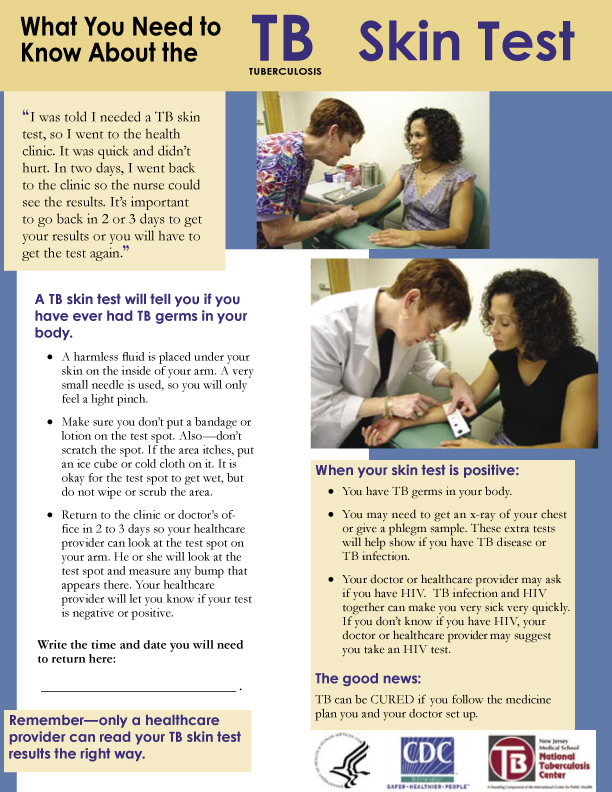 What You Need to
Know About the
TB
TUBERCULOSIS
Skin Test
“I was told I needed a TB skin
test, so I went to the health
clinic. It was quick and didn’t
hurt. In two days, I went back
to the clinic so the nurse could
see the results. It’s important
to go back in 2 or 3 days to get
your results or you will have to
get the test again.”
A TB skin test will tell you if you
have ever had TB germs in your
body.
• A harmless fluid is placed under your
skin on the inside of your arm. A very
small needle is used, so you will only
feel a light pinch.
• Make sure you don’t put a bandage or
lotion on the test spot. Also—don’t
scratch the spot. If the area itches, put
an ice cube or cold cloth on it. It is
okay for the test spot to get wet, but
do not wipe or scrub the area.
• Return to the clinic or doctor’s of-
fice in 2 to 3 days so your healthcare
provider can look at the test spot on
your arm. He or she will look at the
test spot and measure any bump that
appears there. Your healthcare
provider will let you know if your test
is negative or positive.
Write the time and date you will need
to return here:
______________________________ .
Remember—only a healthcare
provider can read your TB skin test
results the right way.
When your skin test is positive:
• You have TB germs in your body.
• You may need to get an x-ray of your chest
or give a phlegm sample. These extra tests
will help show if you have TB disease or
TB infection.
• Your doctor or healthcare provider may ask
if you have HIV. TB infection and HIV
together can make you very sick very quickly.
If you don’t know if you have HIV, your
doctor or healthcare provider may suggest
you take an HIV test.
The good news:
TB can be CURED if you follow the medicine
plan you and your doctor set up.
CDC
SAFER•HEALTHIER•PEOPLE™
TB
New Jersey
Medical School
National
Tuberculosis
Center